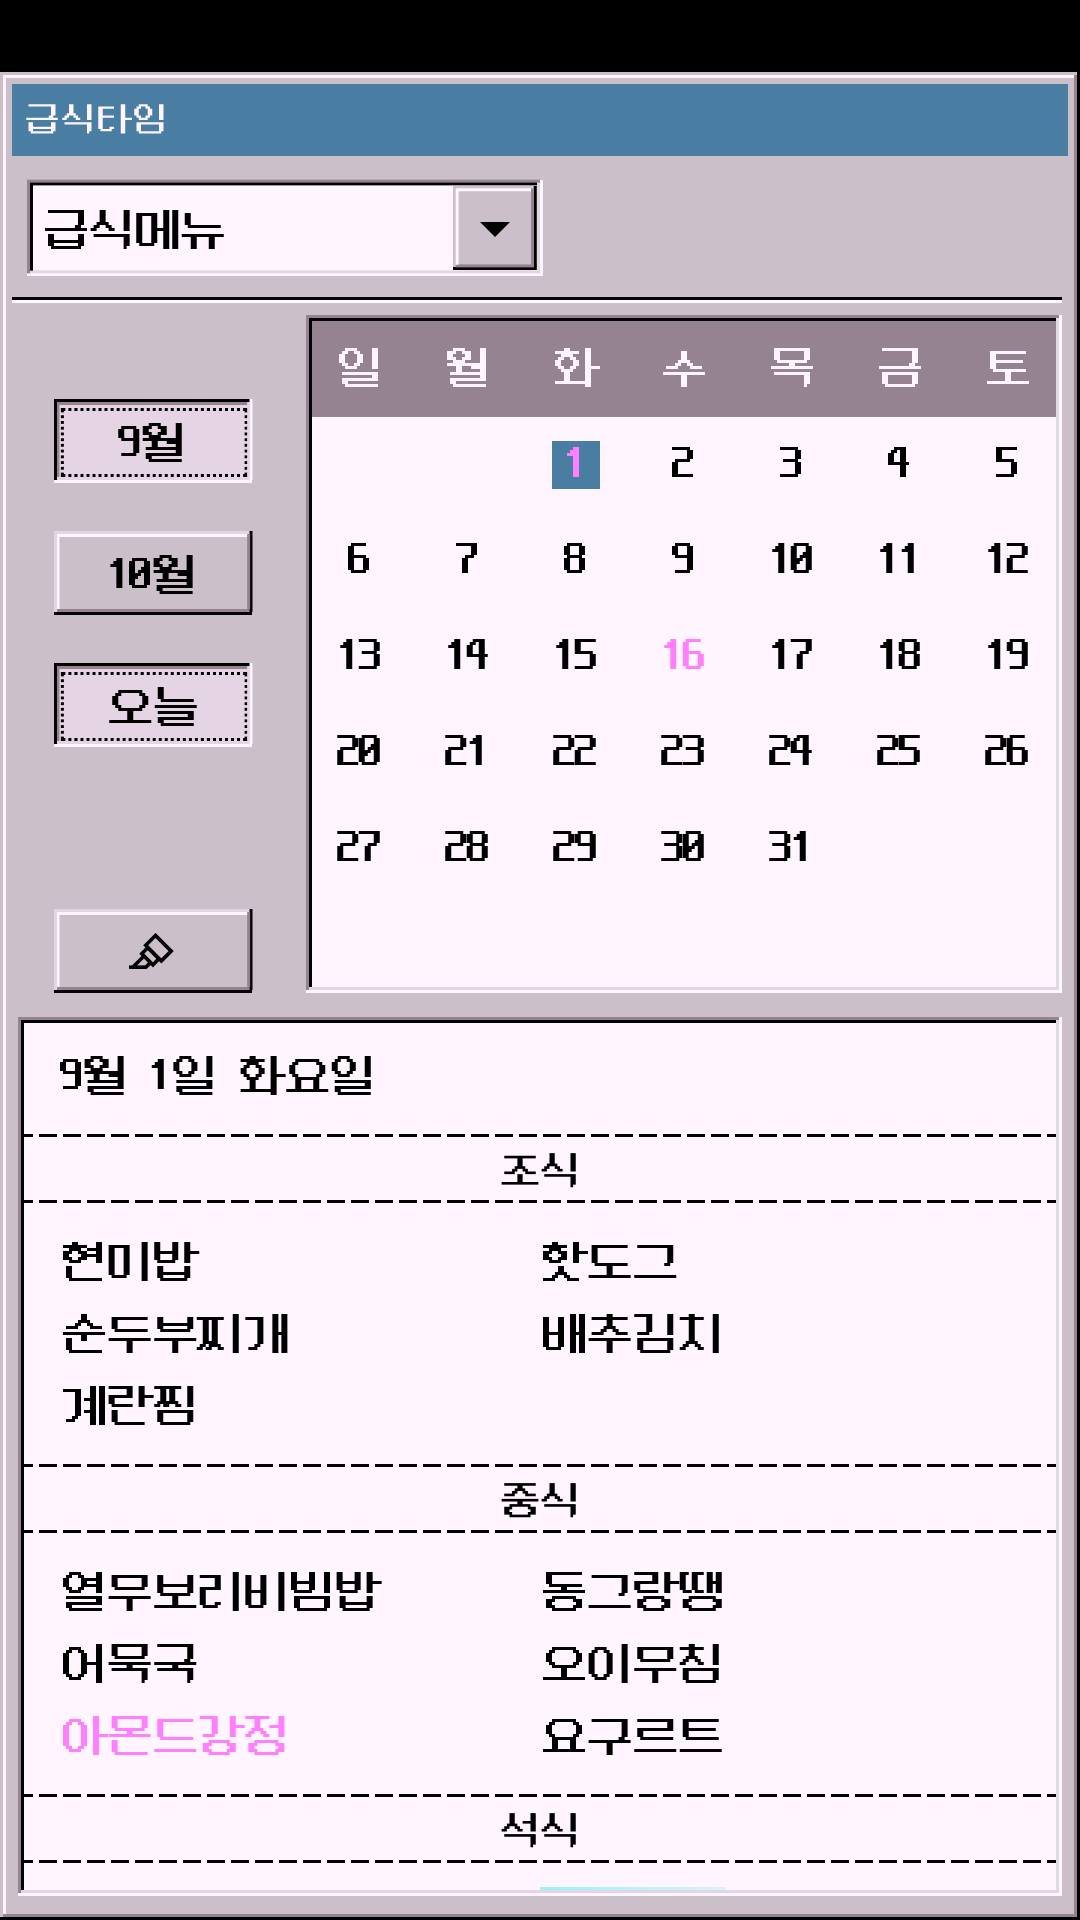 급식타임
급식메뉴
일 월 화 수 목 금 토
9월
10월
오늘
1 2 3 4 5
6 7 8 9 10 11 12
13 14 15 16 17 18 19
20 21 22 23 24 25 26
27 28 29 30 31
9월 1일 화요일
조식
현미밥 핫도그
순두부찌개 배추김치
계란찜
중식
열무보리비빔밥 동그랑땡
어묵국 오이무침
아몬드강정 요구르트
석식